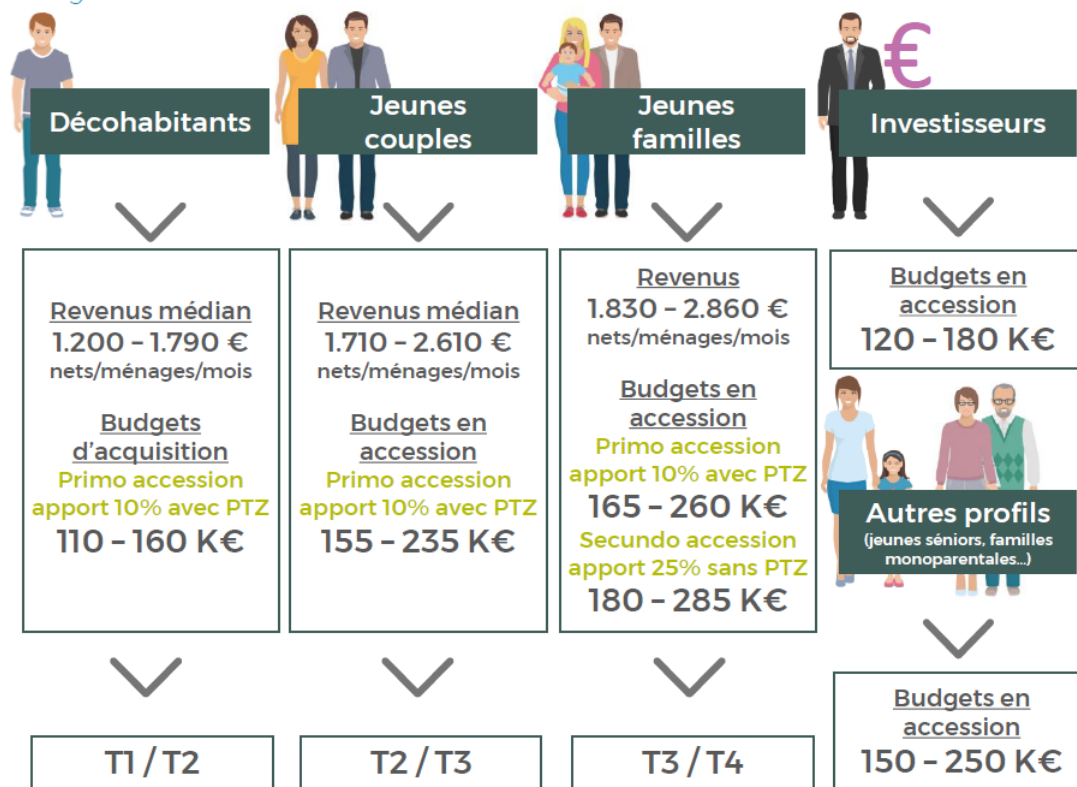 Décohabitants
Revenus médian
1.200 – 1.790 €
nets/ménages/mois
Budgets
d'acquisition
Primo accession
apport 10% avec PTZ
110 – 160 K€
T1 / T2
Jeunes
couples
Revenus médian
1.710 – 2.610 €
nets/ménages/mois
Budgets en
accession
Primo accession
apport 10% avec PTZ
155 – 235 K€
T2 / T3
Jeunes
familles
Revenus
1.830 – 2.860 €
nets/ménages/mois
Budgets en
accession
Primo accession
apport 10% avec PTZ
165 – 260 K€
Secundo accession
apport 25% sans PTZ
180 – 285 K€
T3 / T4
€
Investisseurs
Budgets en
accession
120 – 180 K€
Autres profils
(jeunes séniors, familles
monoparentales...)
Budgets en
accession
150 – 250 K€